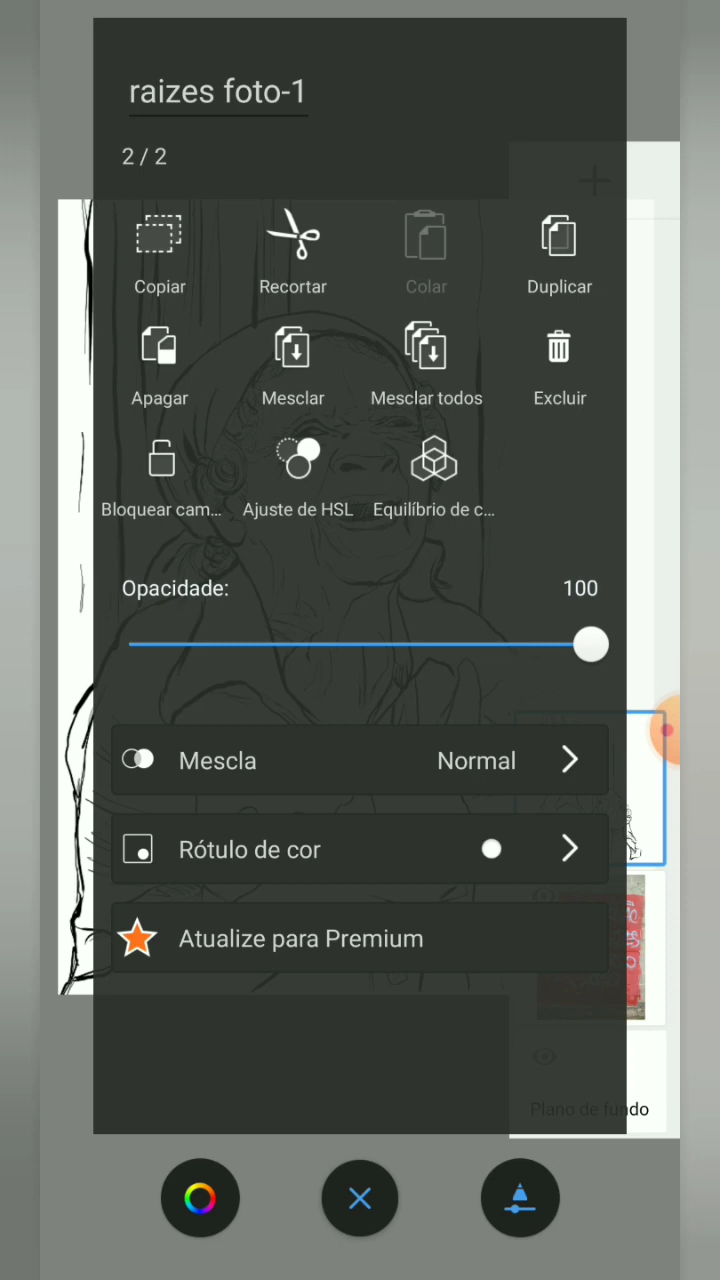 raizes foto-1
2 / 2
Copiar Recortar Colar Duplicar
Apagar Mesclar Mesclar todos Excluir
Bloquear cam... Ajuste de HSL Equilíbrio de c...
Opacidade: 100
Mescla Normal
Rótulo de cor
Atualize para Premium
Plano de fundo